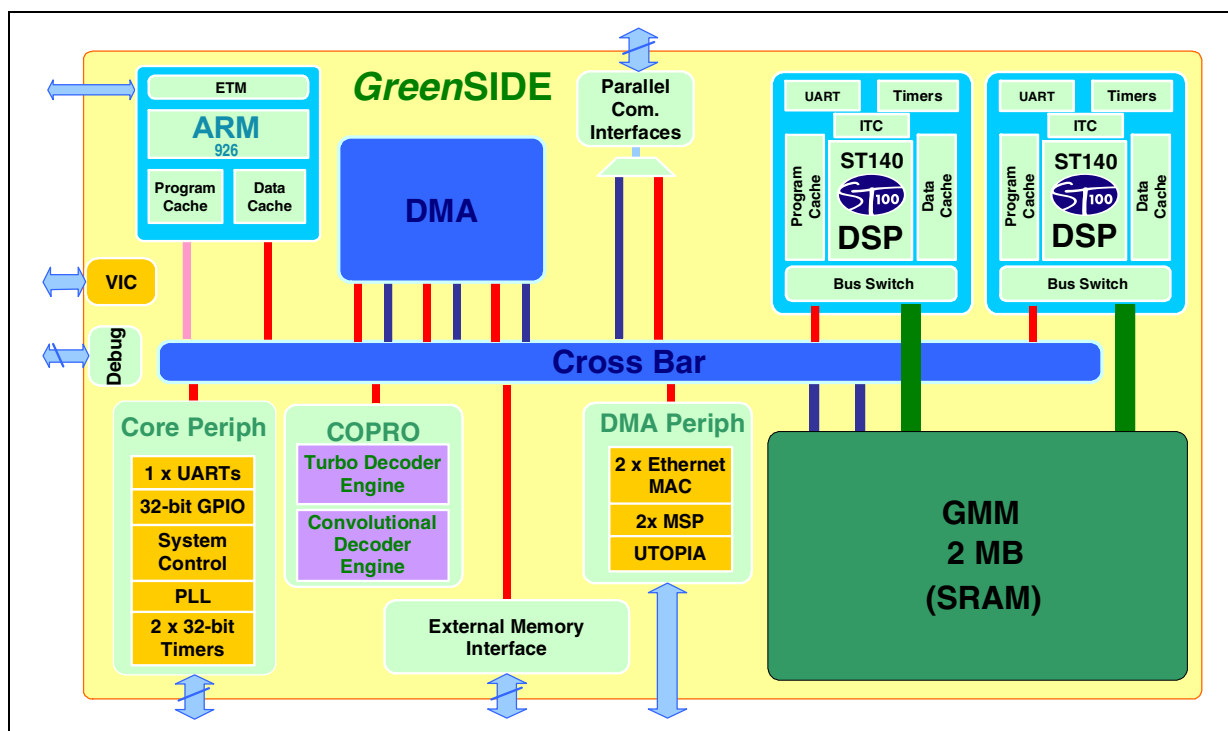 GreenSIDE
ETM
ARM
926
Program
Cache
Data
Cache
DMA
Parallel
Com.
Interfaces
UART
Timers
ITC
Program
Cache
ST140
ST100
DSP
Data
Cache
Bus Switch
UART
Timers
ITC
Program
Cache
ST140
ST100
DSP
Data
Cache
Bus Switch
VIC
Debug
Cross Bar
Core Periph
1 x UARTs
32-bit GPIO
System
Control
PLL
2 x 32-bit
Timers
COPRO
Turbo Decoder
Engine
Convolutional
Decoder
Engine
External Memory
Interface
DMA Periph
2 x Ethernet
MAC
2x MSP
UTOPIA
GMM
2 MB
(SRAM)